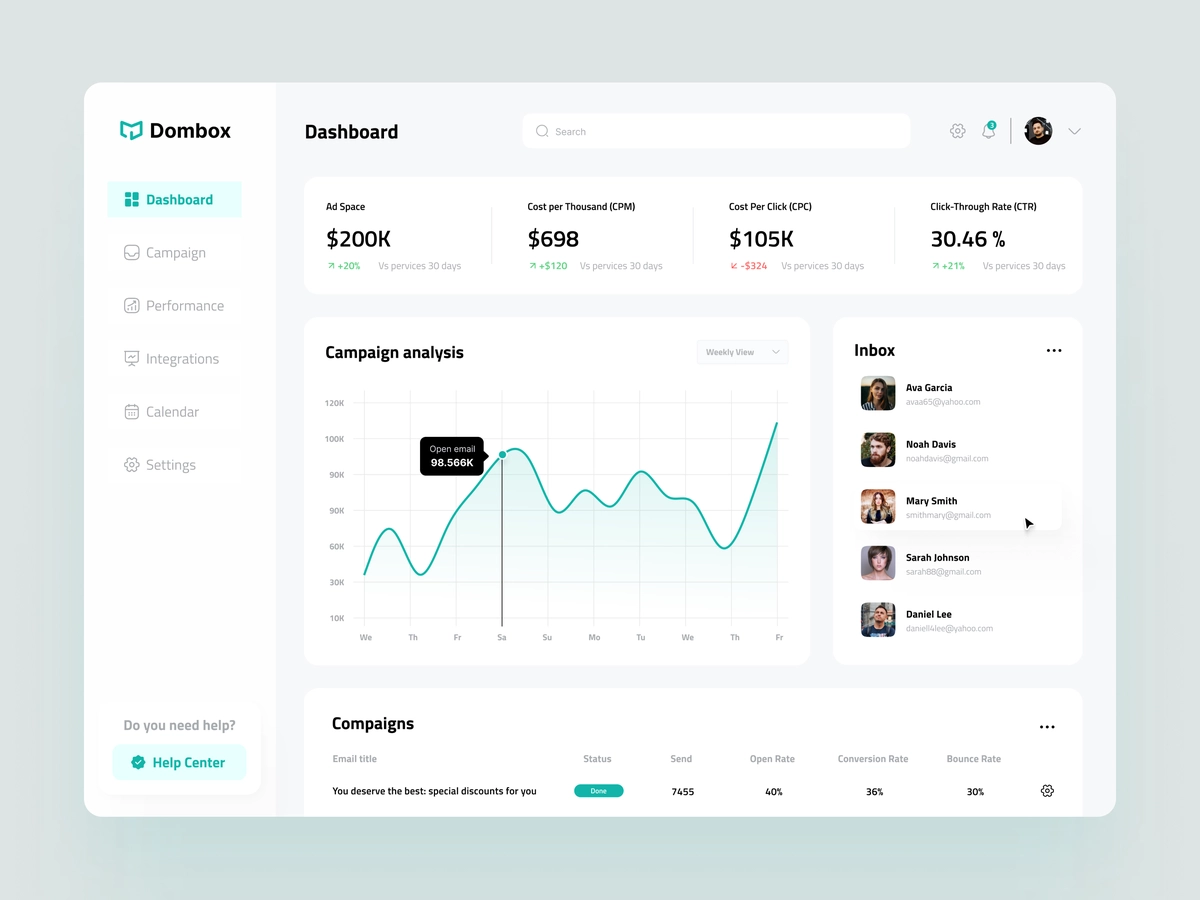 Dombox
Dashboard
Campaign
Performance
Integrations
Calendar
Settings
Do you need help?
Help Center
Dashboard
Search
3
Ad Space
$200K
+20% Vs pervices 30 days
Cost per Thousand (CPM)
$698
+$120 Vs pervices 30 days
Cost Per Click (CPC)
$105K
-$324 Vs pervices 30 days
Click-Through Rate (CTR)
30.46 %
+21% Vs pervices 30 days
Campaign analysis
Weekly View
120K
100K
90K
90K
60K
30K
10K
Open email
98.566K
We Th Fr Sa Su Mo Tu We Th Fr
Inbox
Ava Garcia
avaa65@yahoo.com
Noah Davis
noahdavis@gmail.com
Mary Smith
smithmary@gmail.com
Sarah Johnson
sarah88@gmail.com
Daniel Lee
daniell4lee@yahoo.com
Compaigns
Email title Status Send Open Rate Conversion Rate Bounce Rate
You deserve the best: special discounts for you Done 7455 40% 36% 30%